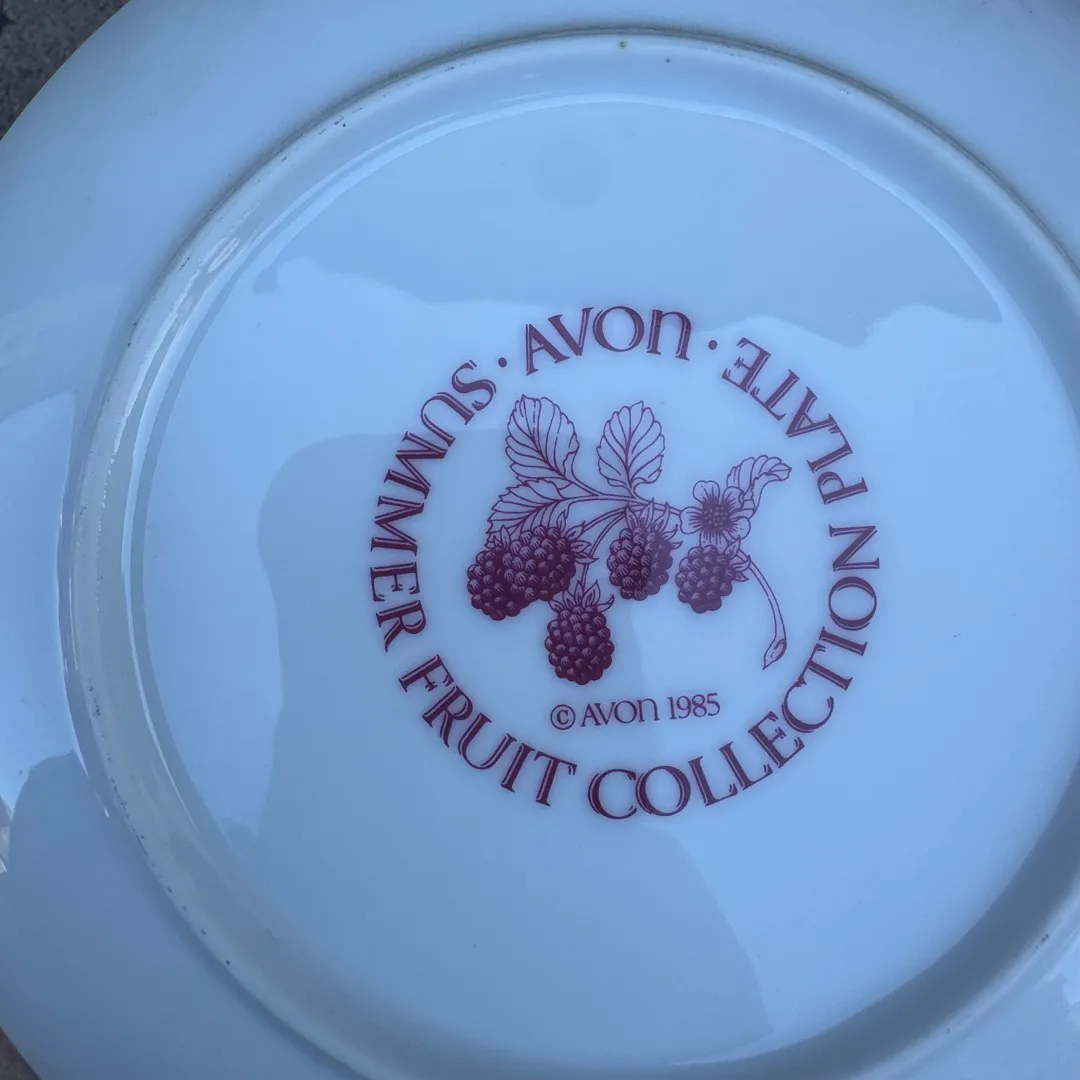 · AVON ·
SUMMER FRUIT COLLECTION PLATE
© AVON 1985